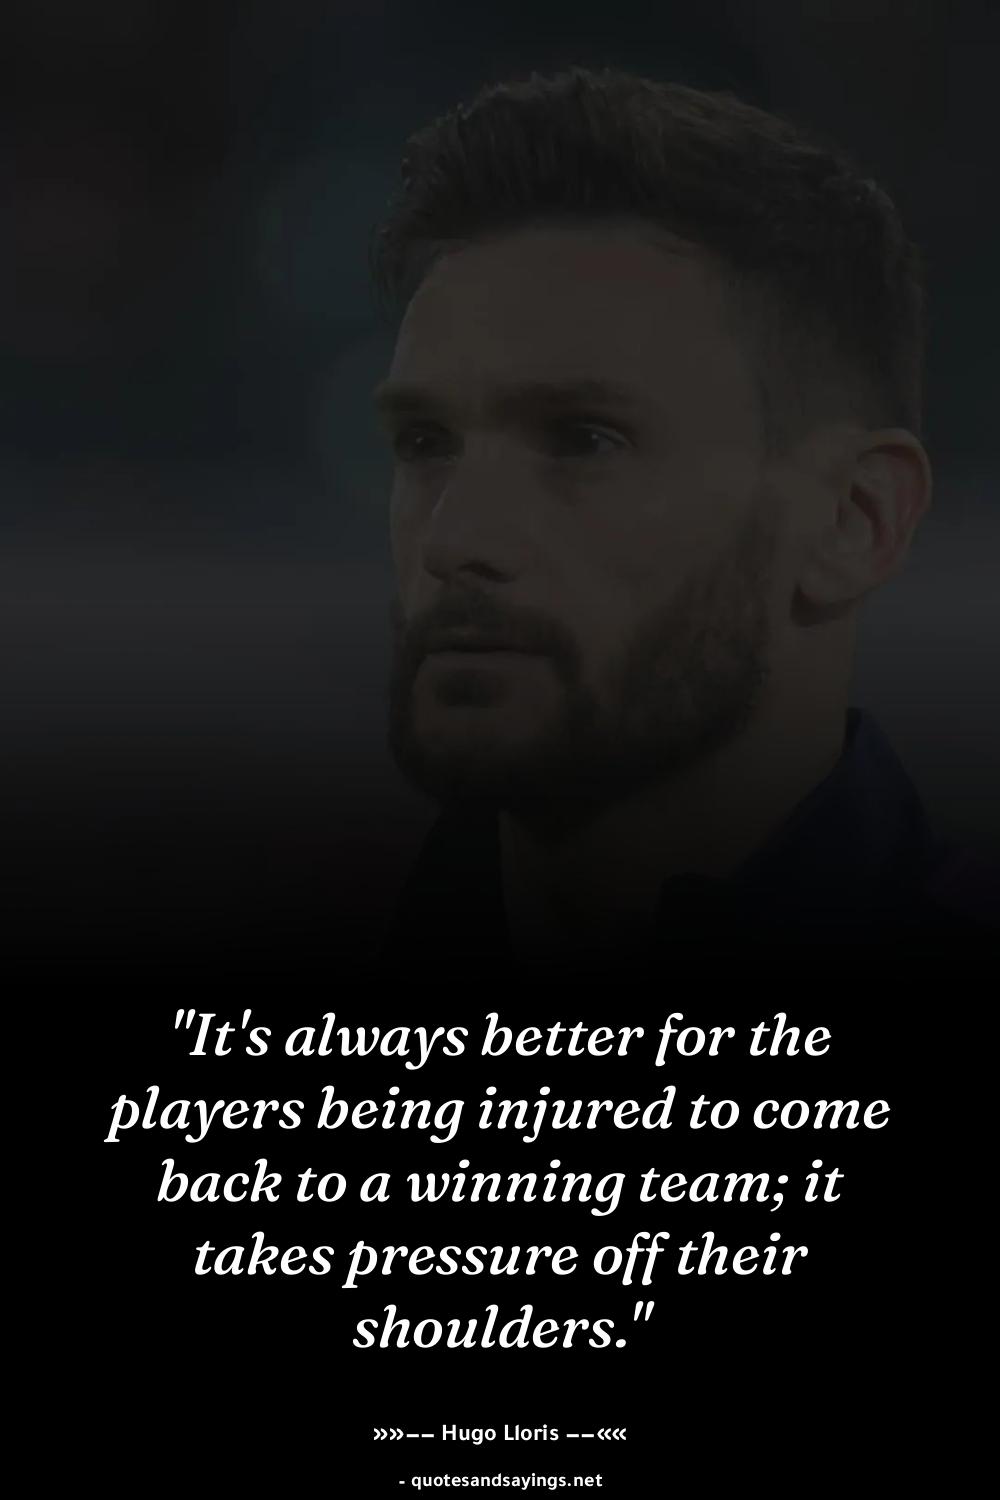 "It's always better for the
players being injured to come
back to a winning team; it
takes pressure off their
shoulders."
»»–– Hugo Lloris ––««
- quotesandsayings.net